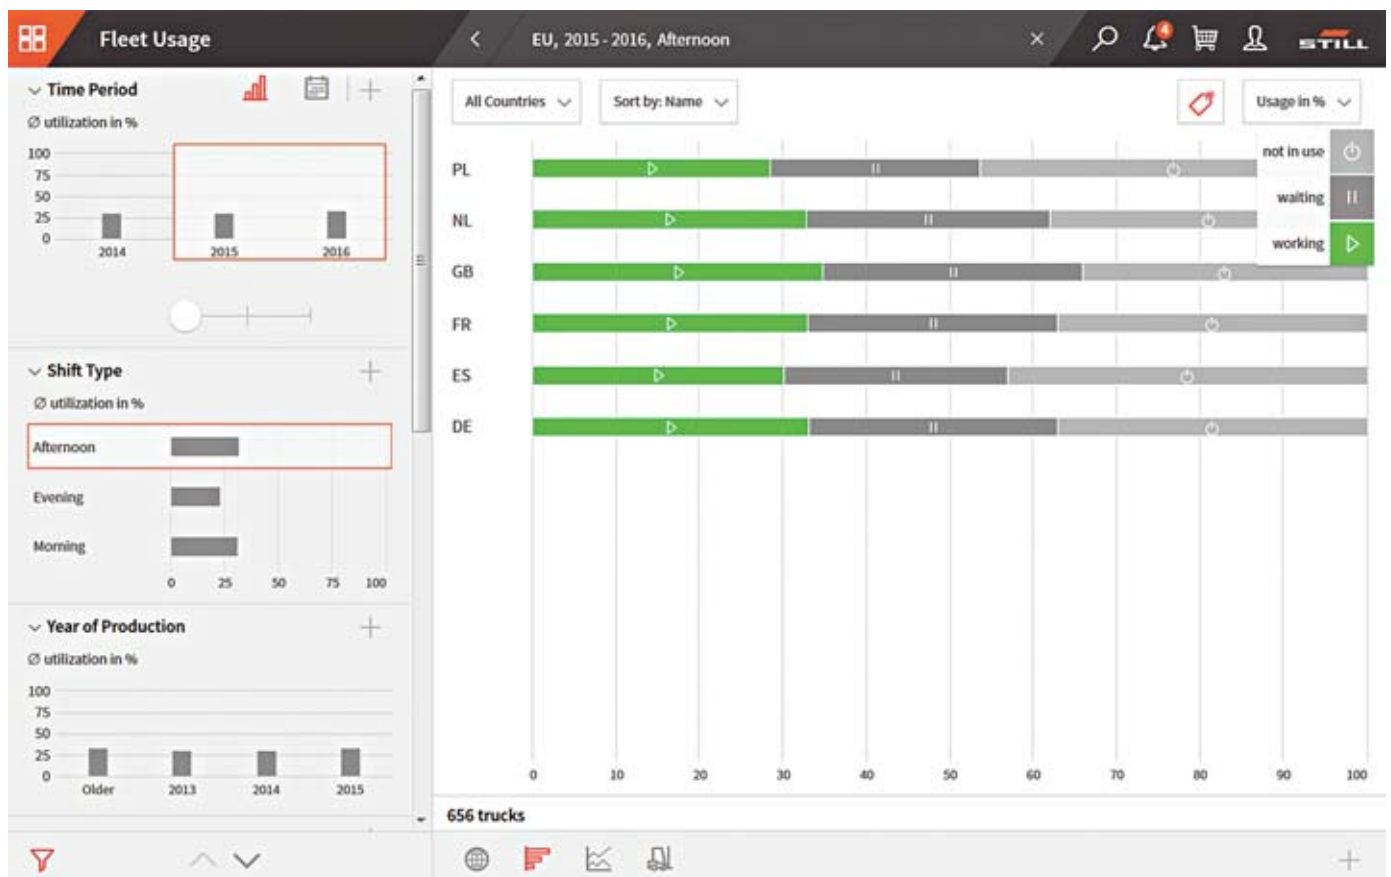 Fleet Usage
EU, 2015 - 2016, Afternoon
4
STILL
Time Period
Ø utilization in %
100
75
50
25
0
2014 2015 2016
Shift Type
Ø utilization in %
Afternoon
Evening
Morning
0 25 50 75 100
Year of Production
Ø utilization in %
100
75
50
25
0
Older 2013 2014 2015
All Countries Sort by: Name Usage in %
not in use
waiting
working
PL
NL
GB
FR
ES
DE
0 10 20 30 40 50 60 70 80 90 100
656 trucks